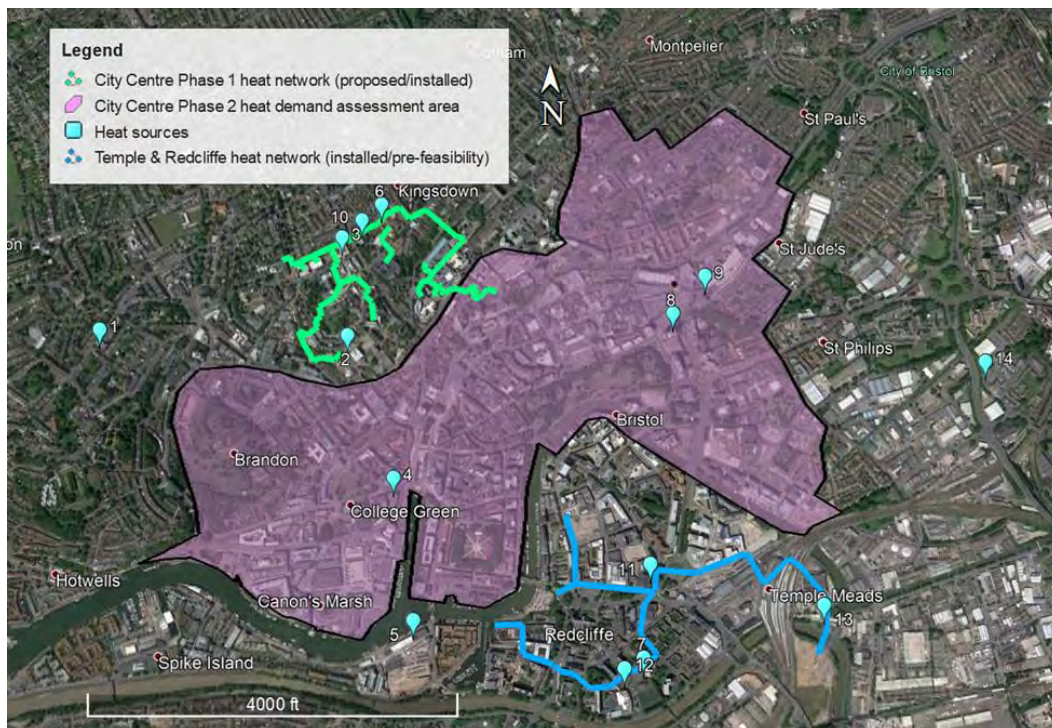 Legend
City Centre Phase 1 heat network (proposed/installed)
City Centre Phase 2 heat demand assessment area
Heat sources
Temple & Redcliffe heat network (installed/pre-feasibility)
Montpelier
City of Bristol
N
St Paul's
Kingsdown
6
10
3
St Jude's
9
8
1
2
St Philips
14
Bristol
Brandon
4
College Green
11
Hotwells
Temple Meads
Canon's Marsh
13
5
Redcliffe
7
12
Spike Island
4000 ft